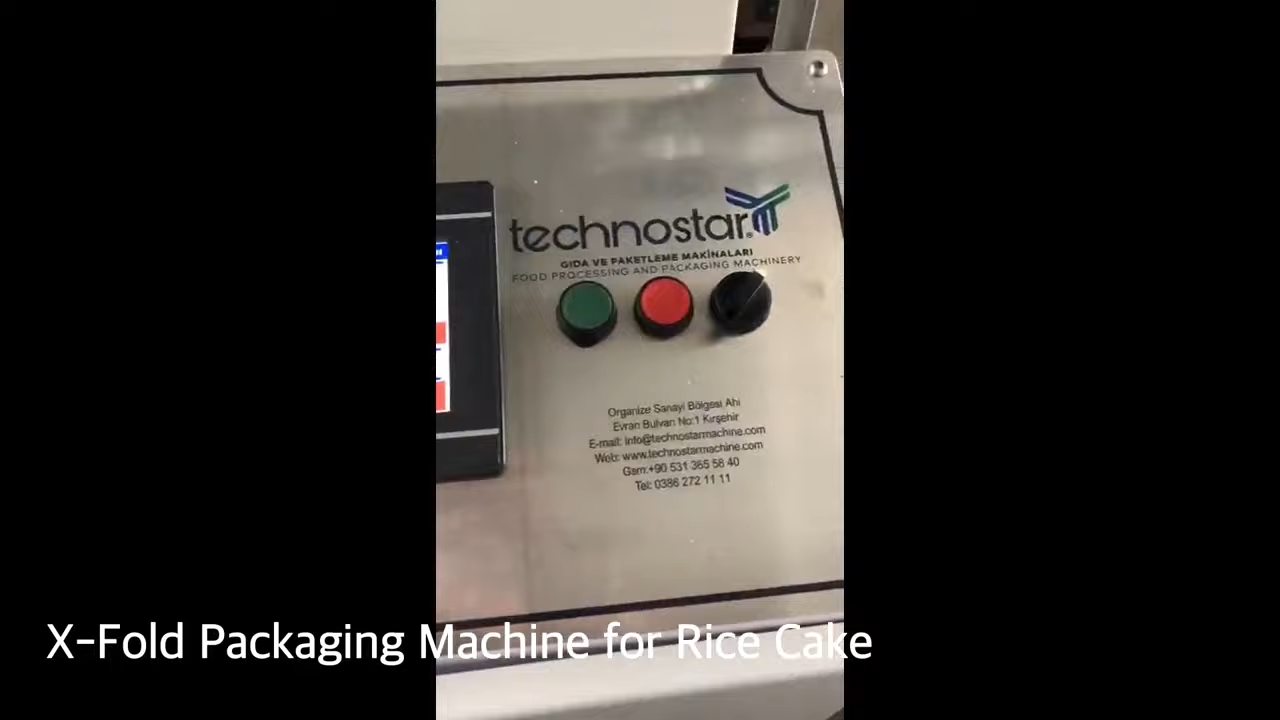 technostar®
GIDA VE PAKETLEME MAKİNALARI
FOOD PROCESSING AND PACKAGING MACHINERY
Organize Sanayi Bölgesi Ahi
Evran Bulvarı No:1 Kırşehir
E-mail: info@technostarmachine.com
Web: www.technostarmachine.com
Gsm:+90 531 365 58 40
Tel: 0386 272 11 11
X-Fold Packaging Machine for Rice Cake